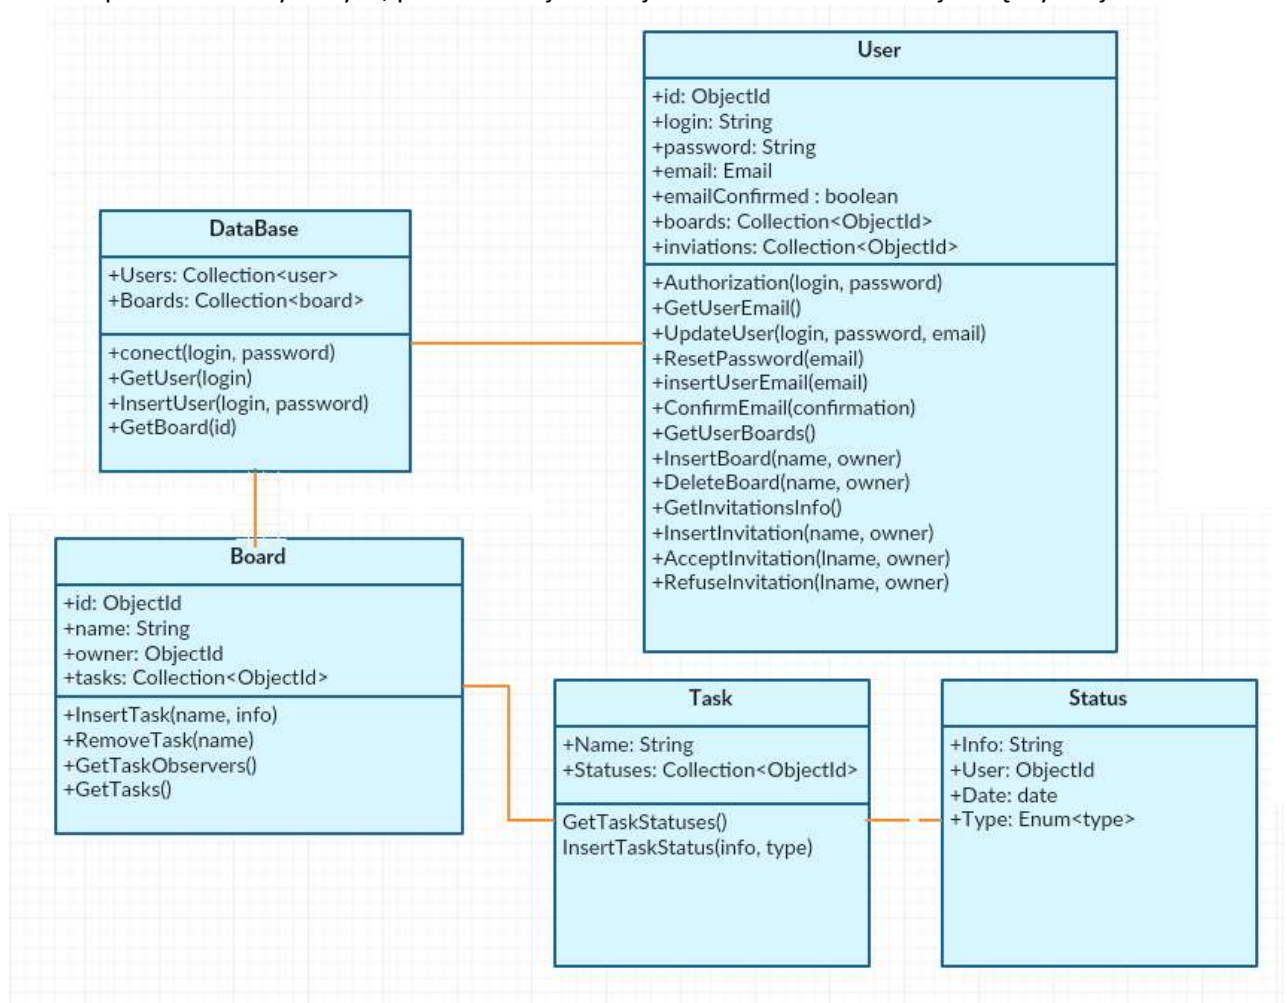 User
+id: ObjectId
+login: String
+password: String
+email: Email
+emailConfirmed : boolean
+boards: Collection<ObjectId>
+inviations: Collection<ObjectId>
+Authorization(login, password)
+GetUserEmail()
+UpdateUser(login, password, email)
+ResetPassword(email)
+insertUserEmail(email)
+ConfirmEmail(confirmation)
+GetUserBoards()
+InsertBoard(name, owner)
+DeleteBoard(name, owner)
+GetInvitationsInfo()
+InsertInvitation(name, owner)
+AcceptInvitation(lname, owner)
+RefuseInvitation(lname, owner)
DataBase
+Users: Collection<user>
+Boards: Collection<board>
+conect(login, password)
+GetUser(login)
+InsertUser(login, password)
+GetBoard(id)
Board
+id: ObjectId
+name: String
+owner: ObjectId
+tasks: Collection<ObjectId>
+InsertTask(name, info)
+RemoveTask(name)
+GetTaskObservers()
+GetTasks()
Task
+Name: String
+Statuses: Collection<ObjectId>
GetTaskStatuses()
InsertTaskStatus(info, type)
Status
+Info: String
+User: ObjectId
+Date: date
+Type: Enum<type>